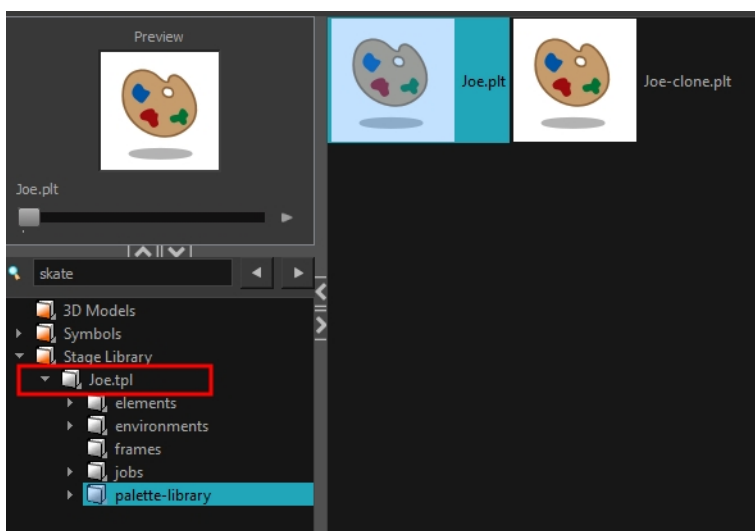 Preview
Joe.plt
Joe-clone.plt
Joe.plt
skate
3D Models
Symbols
Stage Library
Joe.tpl
elements
environments
frames
jobs
palette-library